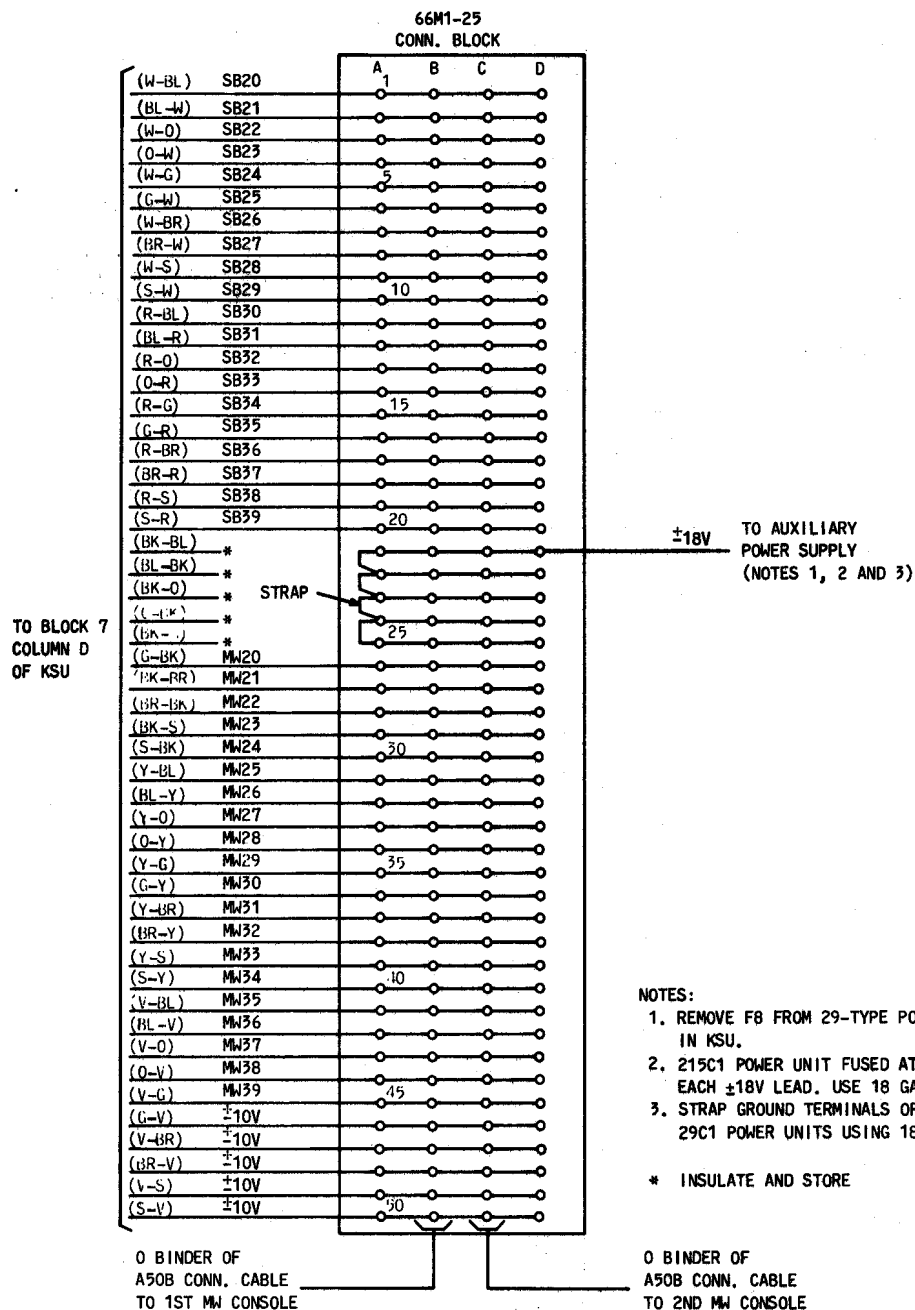 66M1-25
CONN. BLOCK
A B C D
1
(W-BL) SB20
(BL-W) SB21
(W-O) SB22
(O-W) SB23
(W-G) SB24
5
(G-W) SB25
(W-BR) SB26
(BR-W) SB27
(W-S) SB28
(S-W) SB29
10
(R-BL) SB30
(BL-R) SB31
(R-O) SB32
(O-R) SB33
(R-G) SB34
15
(G-R) SB35
(R-BR) SB36
(BR-R) SB37
(R-S) SB38
(S-R) SB39
20
(BK-BL) *
(BL-BK) *
(BK-O) *
*
*
25
STRAP
±18V
TO AUXILIARY
POWER SUPPLY
(NOTES 1, 2 AND 3)
TO BLOCK 7
COLUMN D
OF KSU
(G-BK) MW20
(BK-BR) MW21
(BR-BK) MW22
(BK-S) MW23
(S-BK) MW24
30
(Y-BL) MW25
(BL-Y) MW26
(Y-O) MW27
(O-Y) MW28
(Y-G) MW29
35
(G-Y) MW30
(Y-BR) MW31
(BR-Y) MW32
(Y-S) MW33
(S-Y) MW34
40
(V-BL) MW35
(BL-V) MW36
(V-O) MW37
(O-V) MW38
(V-G) MW39
45
(G-V) ±10V
(V-BR) ±10V
(BR-V) ±10V
(V-S) ±10V
(S-V) ±10V
50
NOTES:
1. REMOVE F8 FROM 29-TYPE PO
IN KSU.
2. 215C1 POWER UNIT FUSED AT
EACH ±18V LEAD. USE 18 GA
3. STRAP GROUND TERMINALS OF
29C1 POWER UNITS USING 18
* INSULATE AND STORE
O BINDER OF
A50B CONN. CABLE
TO 1ST MW CONSOLE
O BINDER OF
A50B CONN. CABLE
TO 2ND MW CONSOLE